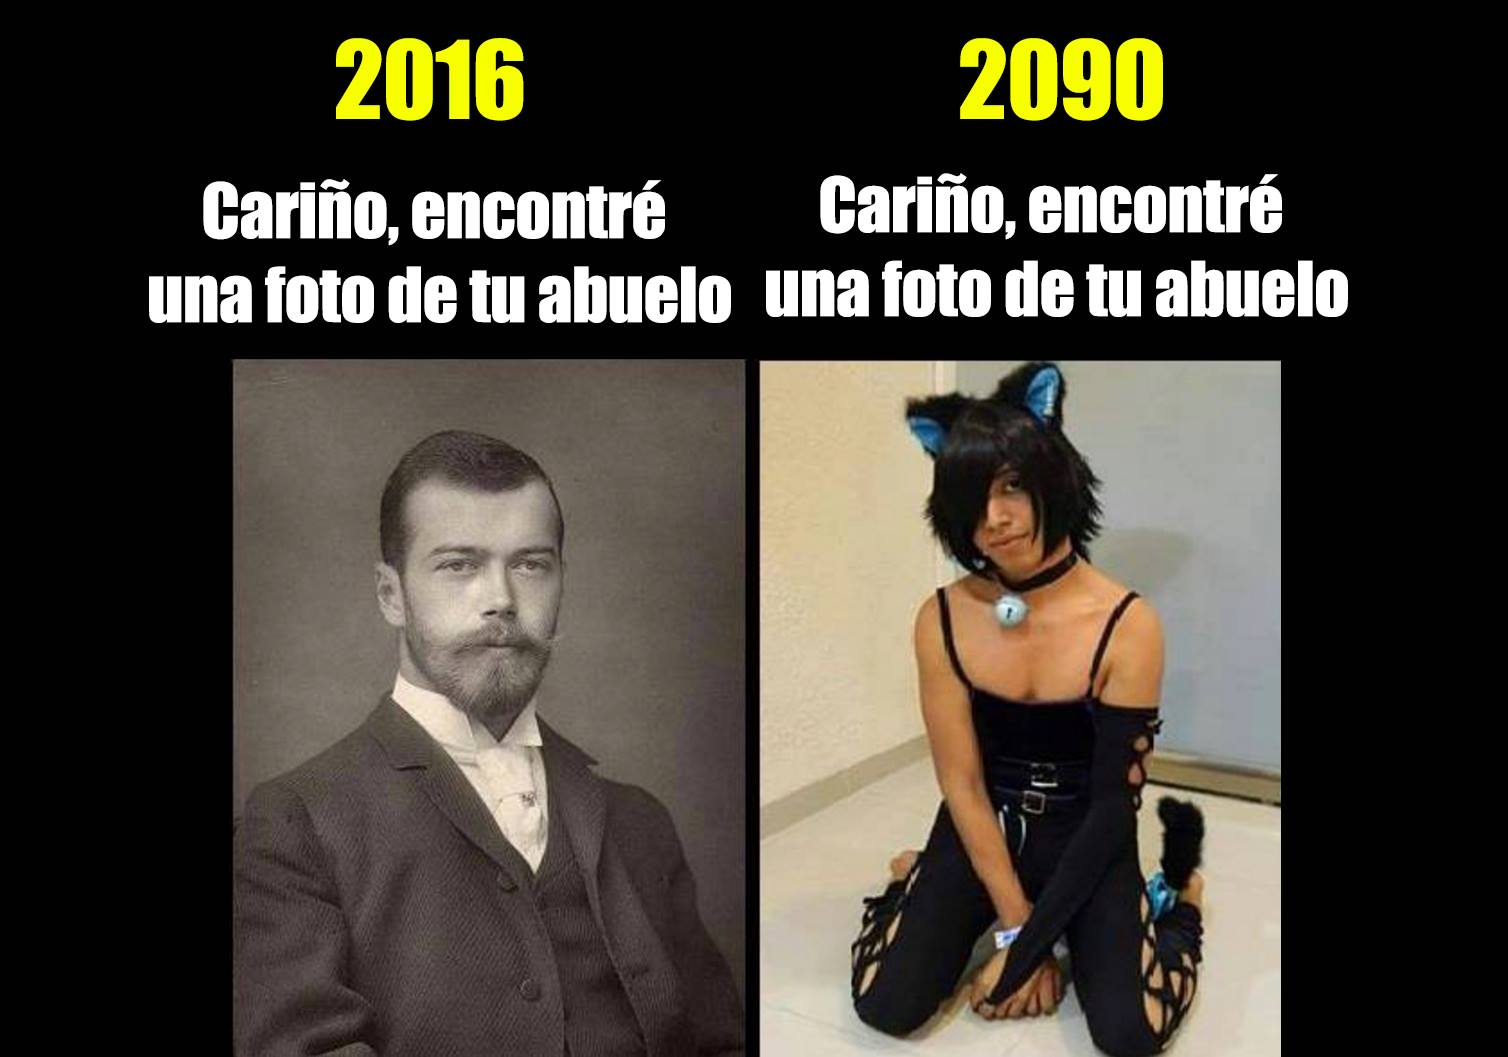 2016
Cariño, encontré
una foto de tu abuelo
2090
Cariño, encontré
una foto de tu abuelo